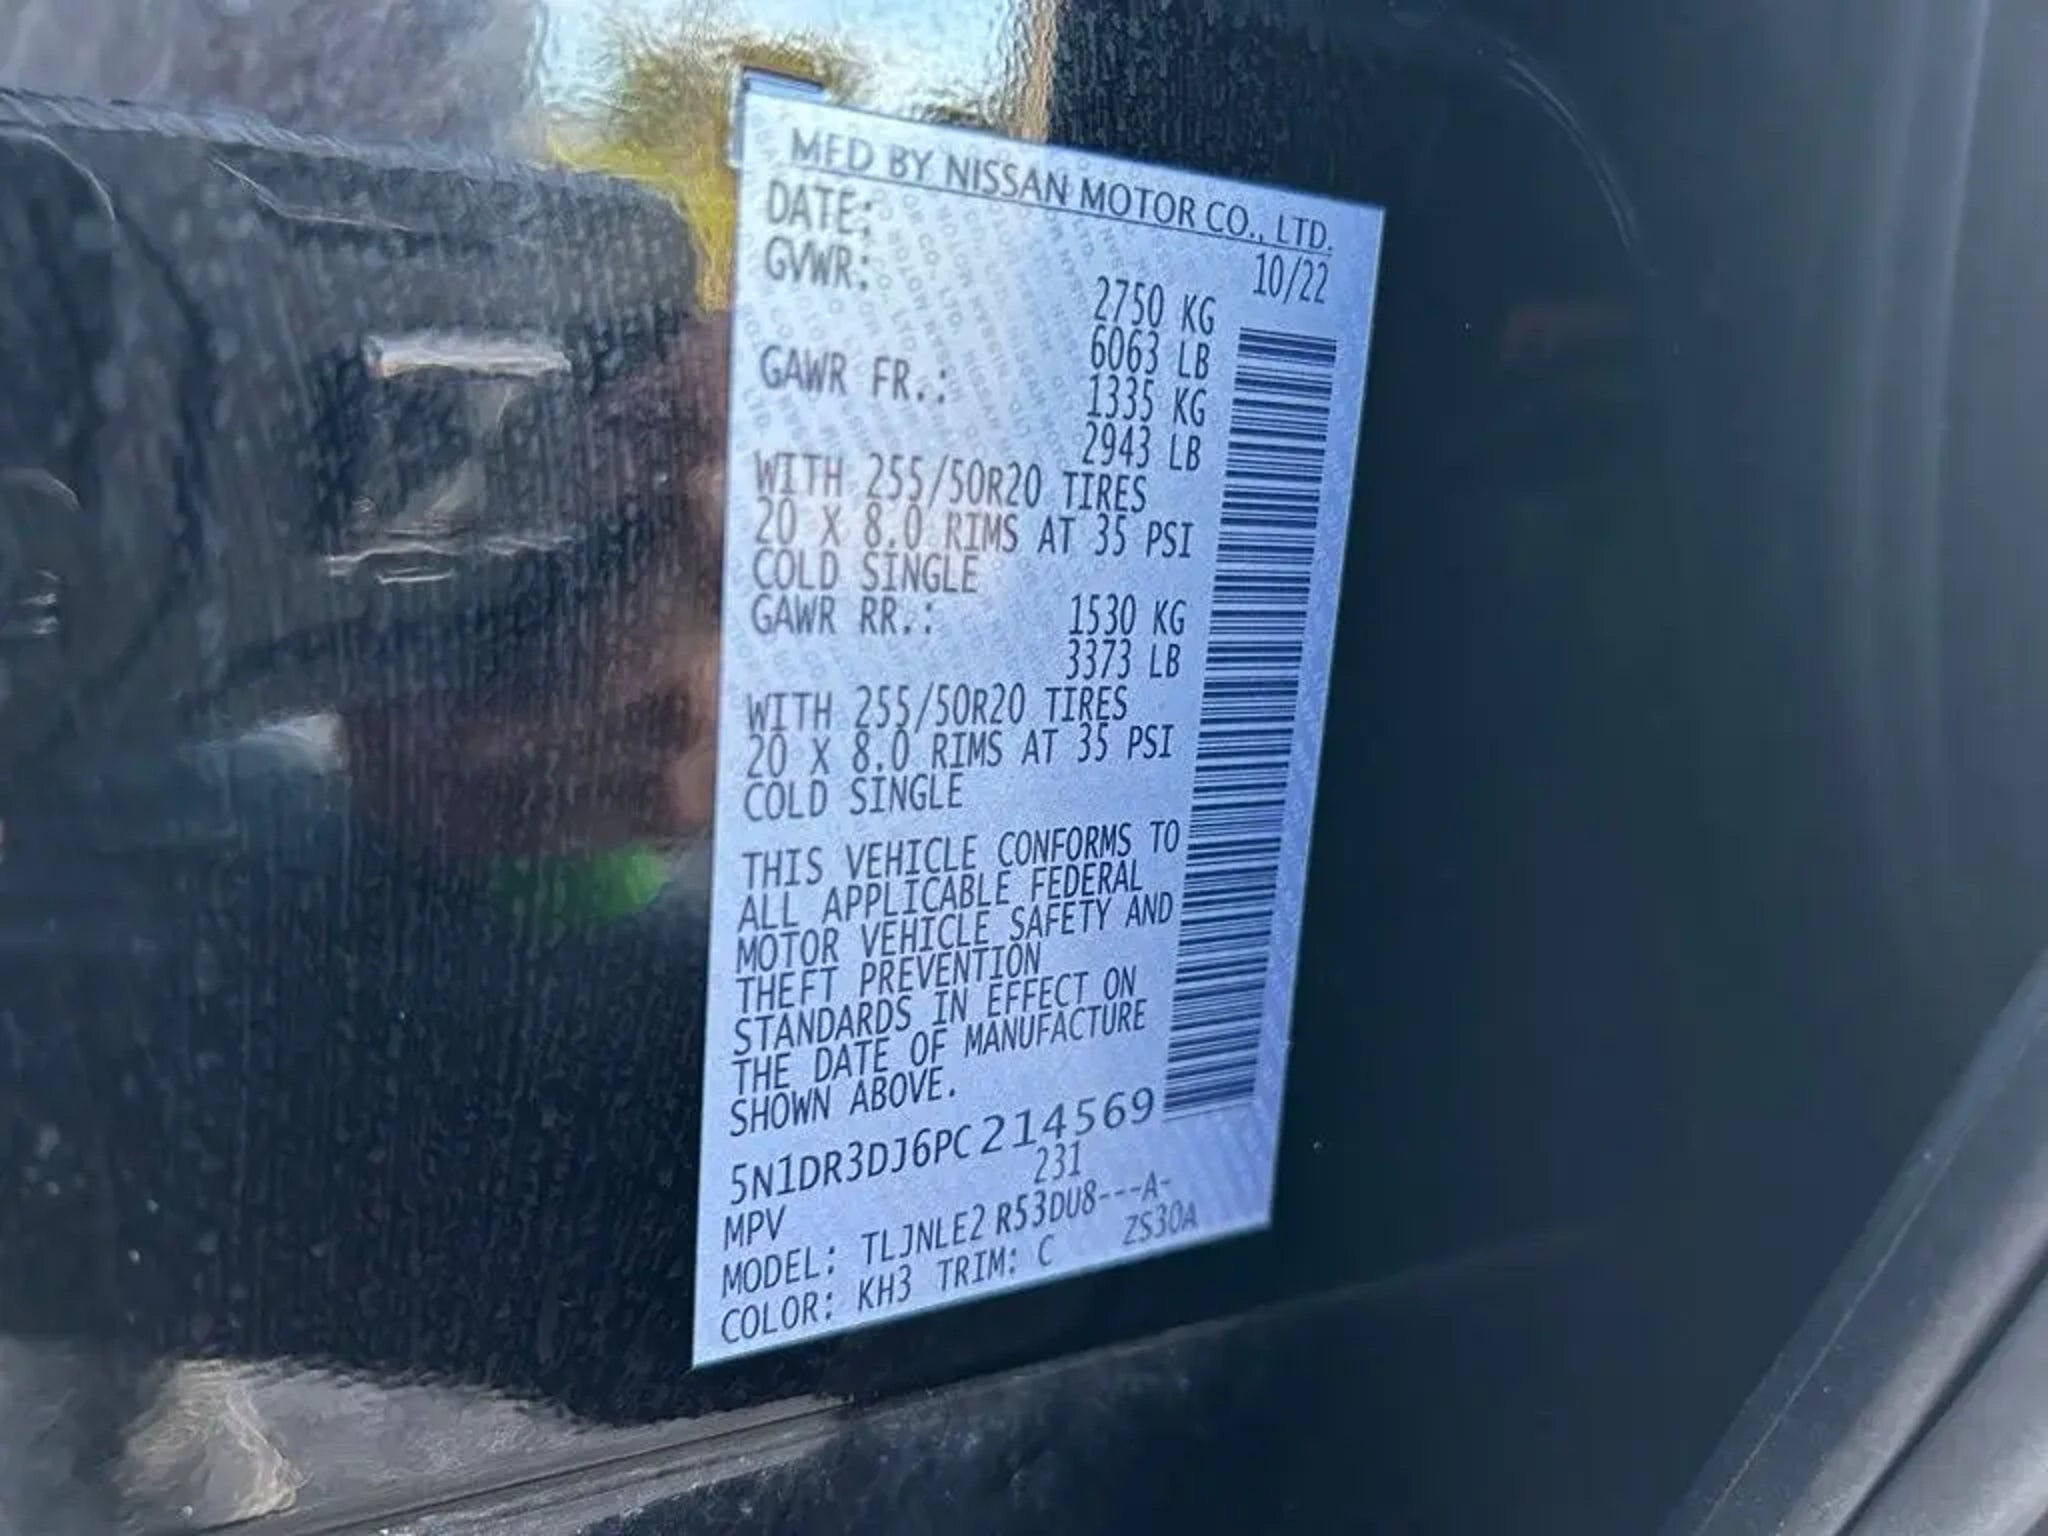 MFD BY NISSAN MOTOR CO., LTD.
DATE: 10/22
GVWR: 2750 KG
6063 LB
GAWR FR.: 1335 KG
2943 LB
WITH 255/50R20 TIRES
20 X 8.0 RIMS AT 35 PSI
COLD SINGLE
GAWR RR.: 1530 KG
3373 LB
WITH 255/50R20 TIRES
20 X 8.0 RIMS AT 35 PSI
COLD SINGLE
THIS VEHICLE CONFORMS TO
ALL APPLICABLE FEDERAL
MOTOR VEHICLE SAFETY AND
THEFT PREVENTION
STANDARDS IN EFFECT ON
THE DATE OF MANUFACTURE
SHOWN ABOVE.
5N1DR3DJ6PC214569
MPV 231
MODEL: TLJNLE2 R53DU8---A-
COLOR: KH3 TRIM: C ZS30A